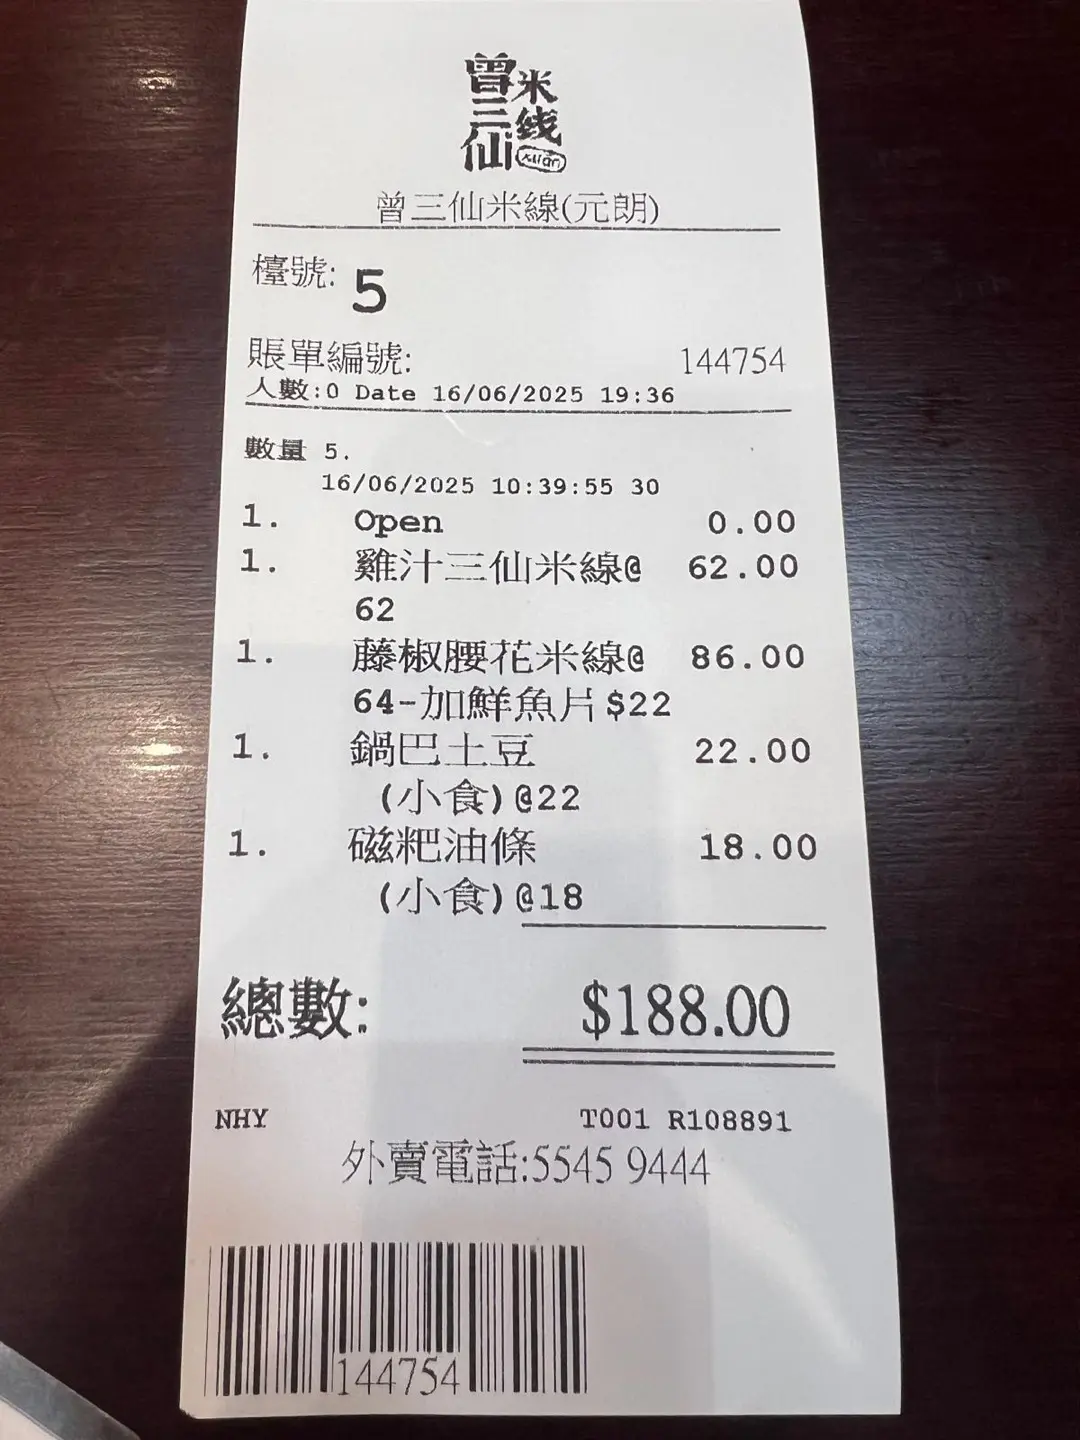 曾三仙
米线
xian
曾三仙米線(元朗)
檯號: 5
賬單編號: 144754
人數:0 Date 16/06/2025 19:36
數量 5.
16/06/2025 10:39:55 30
1. Open 0.00
1. 雞汁三仙米線@ 62.00
62
1. 藤椒腰花米線@ 86.00
64-加鮮魚片$22
1. 鍋巴土豆 22.00
(小食)@22
1. 磁粑油條 18.00
(小食)@18
總數: $188.00
NHY T001 R108891
外賣電話:5545 9444
144754